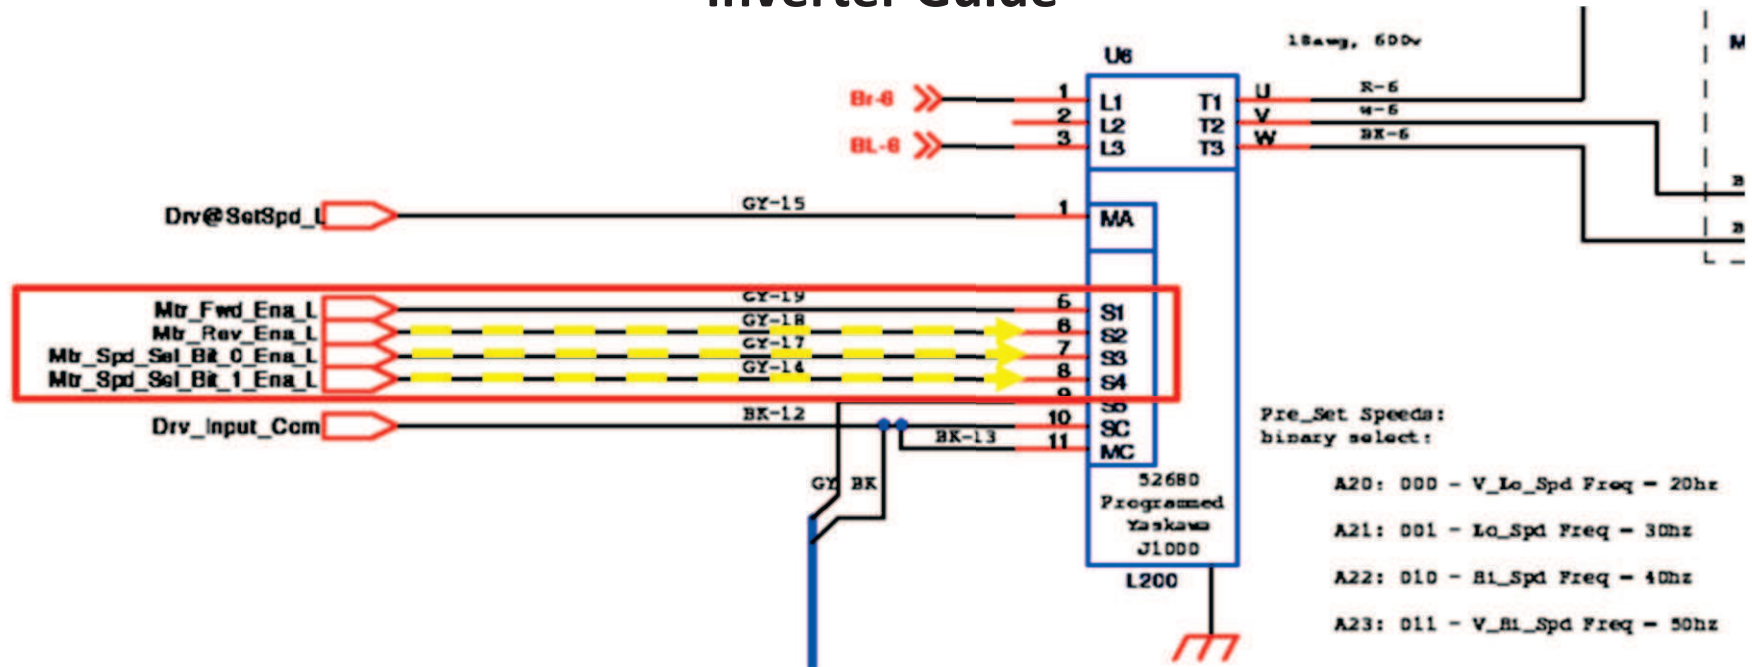 Inverter Guide
18awg, 600v
U6
Br-6
1
L1
T1
U
R-6
2
L2
T2
V
W-6
BL-6
3
L3
T3
W
BK-6
Drv@SetSpd_L
GY-15
1
MA
Mtr_Fwd_Ena_L
GY-19
5
S1
Mtr_Rev_Ena_L
GY-18
6
S2
Mtr_Spd_Sel_Bit_0_Ena_L
GY-17
7
S3
Mtr_Spd_Sel_Bit_1_Ena_L
GY-14
8
S4
9
S5
Drv_Input_Com
BK-12
10
SC
BK-13
11
MC
GY
BK
52680
Programmed
Yaskawa
J1000
L200
Pre_Set Speeds:
binary select:
A20: 000 - V_Lo_Spd Freq = 20hz
A21: 001 - Lo_Spd Freq = 30hz
A22: 010 - Hi_Spd Freq = 40hz
A23: 011 - V_Hi_Spd Freq = 50hz